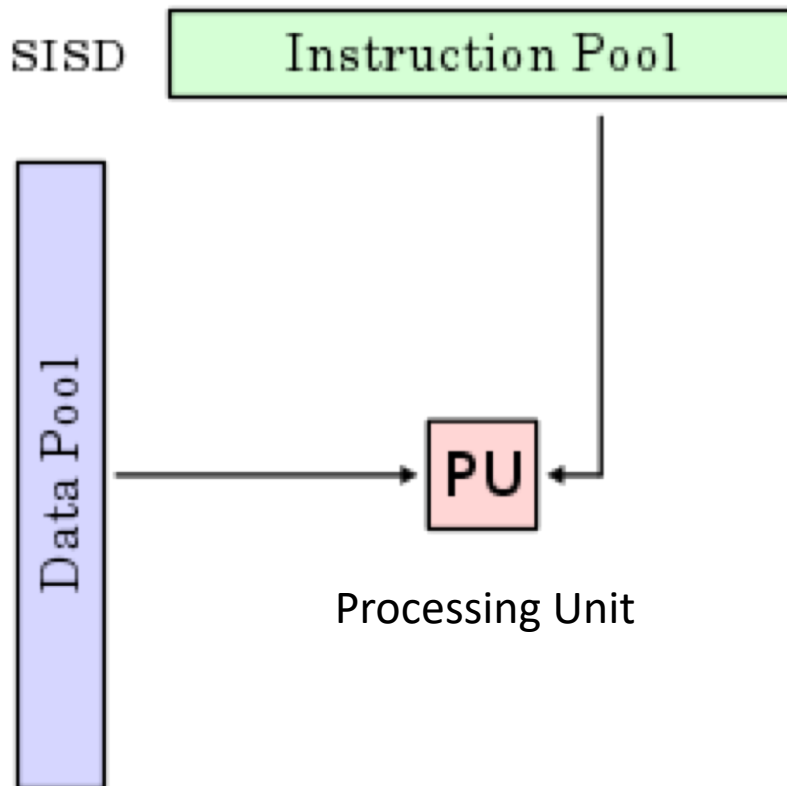 SISD
Instruction Pool
Data Pool
PU
Processing Unit